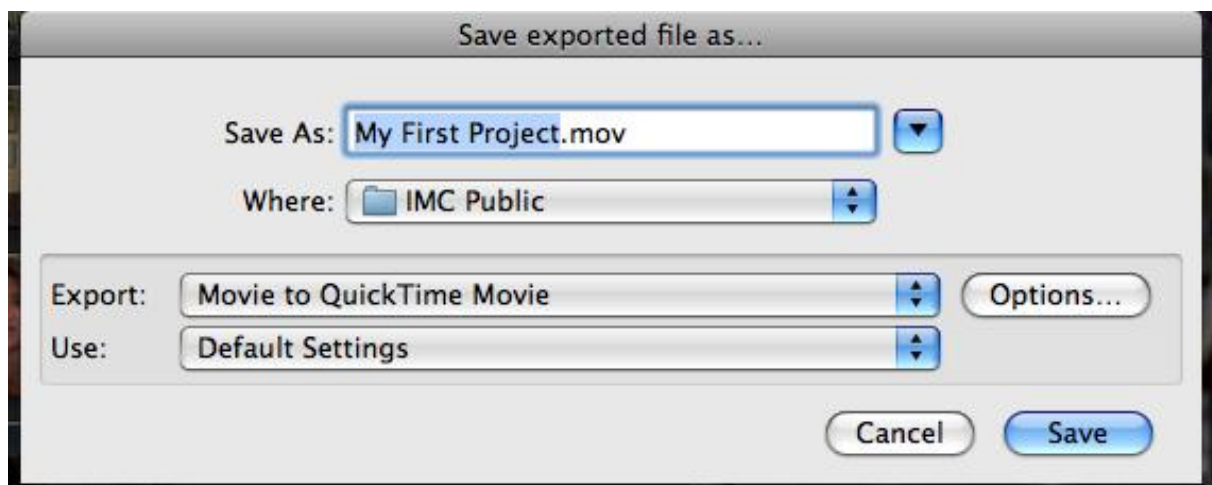 Save exported file as...
Save As: My First Project.mov
Where: IMC Public
Export: Movie to QuickTime Movie Options...
Use: Default Settings
Cancel Save